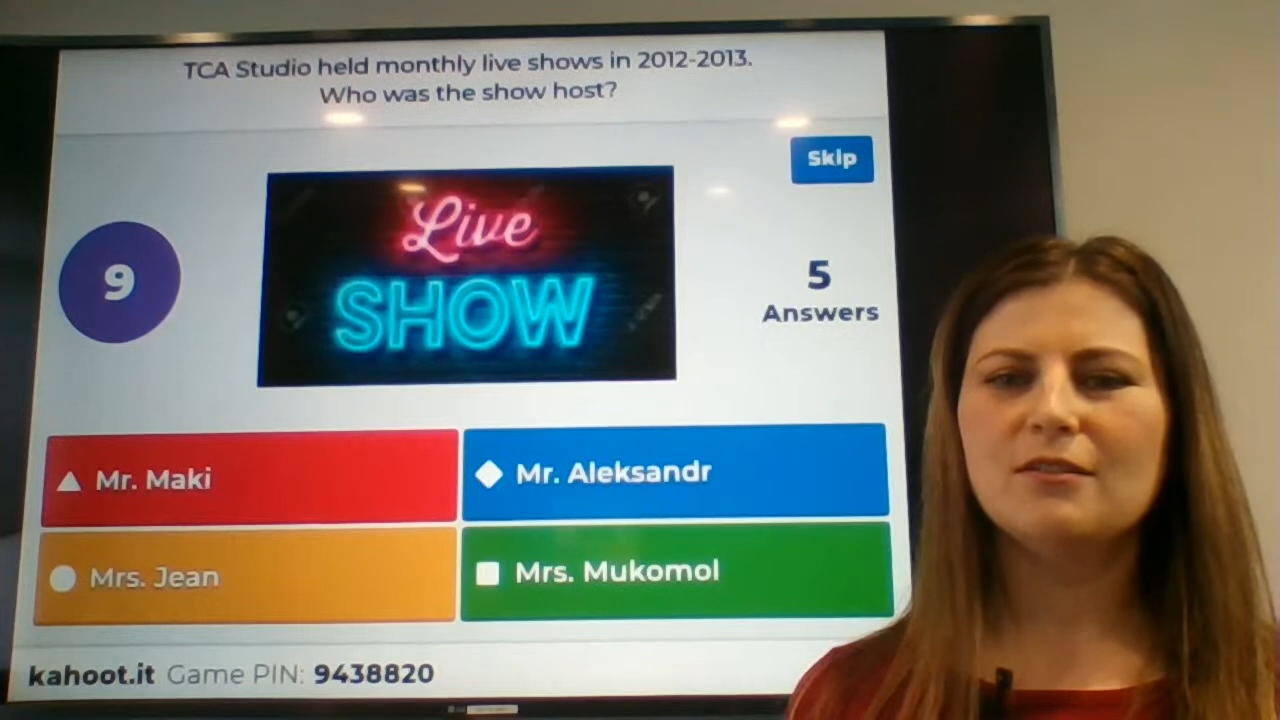 TCA Studio held monthly live shows in 2012-2013.
Who was the show host?
Skip
Live
SHOW
9
5
Answers
Mr. Maki
Mr. Aleksandr
Mrs. Jean
Mrs. Mukomol
kahoot.it Game PIN: 9438820